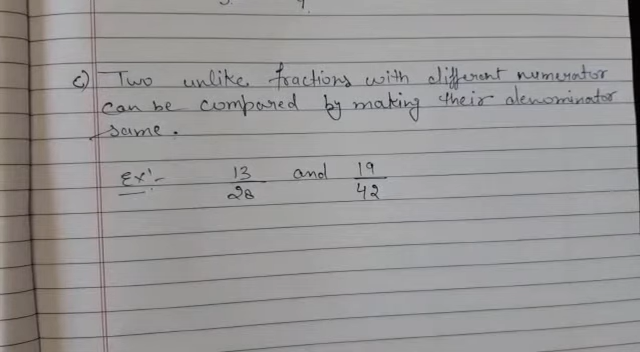 c) Two unlike fractions with different numerator
can be compared by making their denominator
same.
Ex:- 13/28 and 19/42